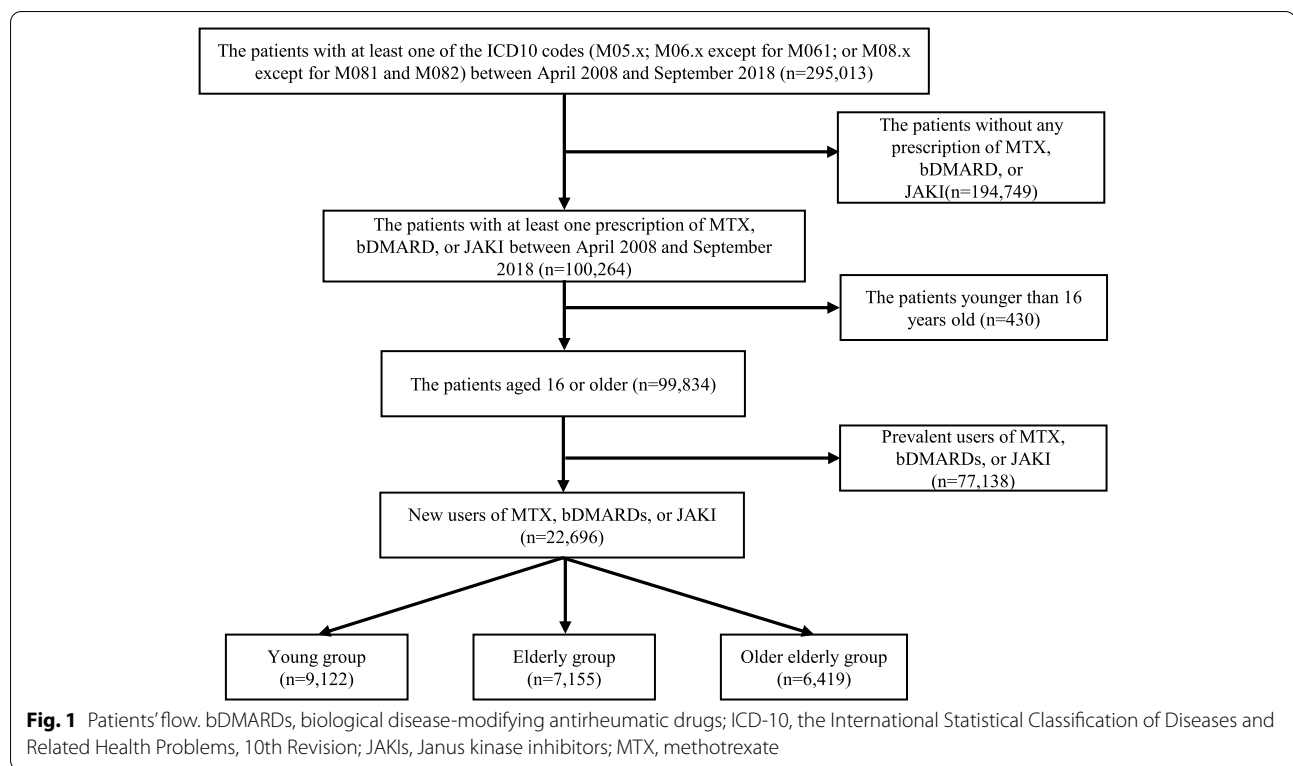 The patients with at least one of the ICD10 codes (M05.x; M06.x except for M061; or M08.x
except for M081 and M082) between April 2008 and September 2018 (n=295,013)
The patients without any
prescription of MTX,
bDMARD, or
JAKI(n=194,749)
The patients with at least one prescription of MTX,
bDMARD, or JAKI between April 2008 and September
2018 (n=100,264)
The patients younger than 16
years old (n=430)
The patients aged 16 or older (n=99,834)
Prevalent users of MTX,
bDMARDs, or JAKI
(n=77,138)
New users of MTX, bDMARDs, or JAKI
(n=22,696)
Young group
(n=9,122)
Elderly group
(n=7,155)
Older elderly group
(n=6,419)
Fig. 1 Patients' flow. bDMARDs, biological disease-modifying antirheumatic drugs; ICD-10, the International Statistical Classification of Diseases and
Related Health Problems, 10th Revision; JAKIs, Janus kinase inhibitors; MTX, methotrexate